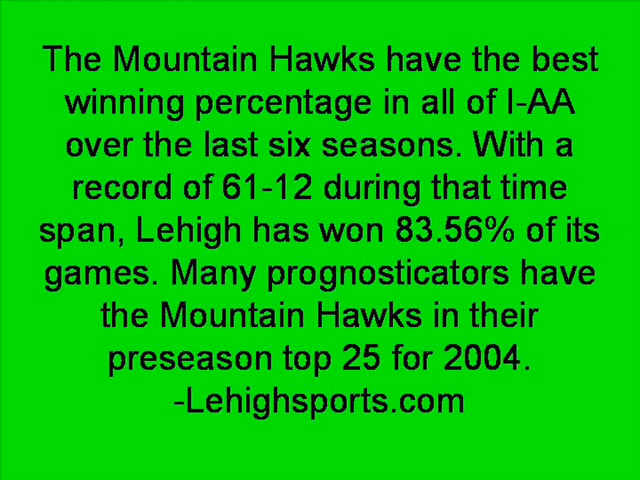 The Mountain Hawks have the best
winning percentage in all of I-AA
over the last six seasons. With a
record of 61-12 during that time
span, Lehigh has won 83.56% of its
games. Many prognosticators have
the Mountain Hawks in their
preseason top 25 for 2004.
-Lehighsports.com